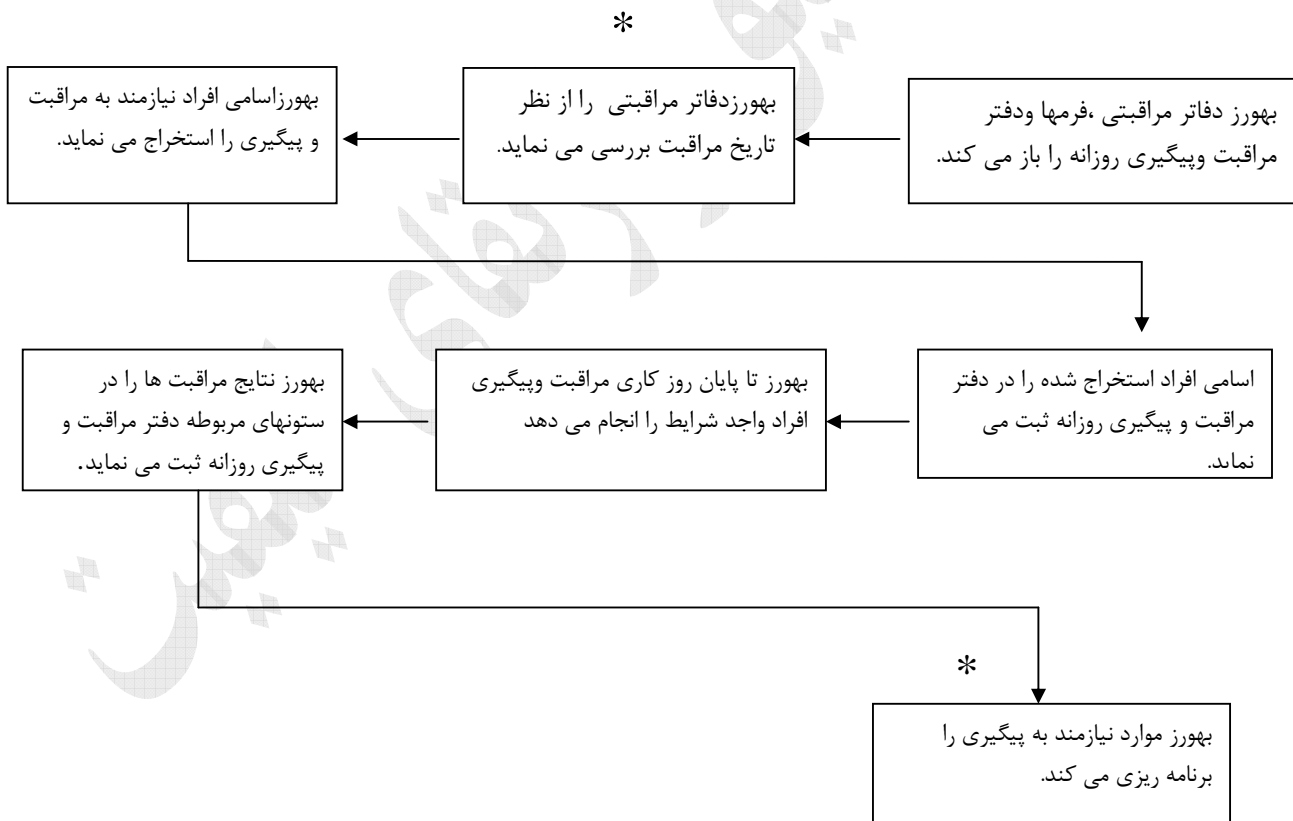 *
بهورز دفاتر مراقبتی ،فرمها ودفتر
مراقبت وپیگیری روزانه را باز می کند.
بهورزدفاتر مراقبتی را از نظر
تاریخ مراقبت بررسی می نماید.
بهورزاسامی افراد نیازمند به مراقبت
و پیگیری را استخراج می نماید.
اسامی افراد استخراج شده را در دفتر
مراقبت و پیگیری روزانه ثبت می
نماید.
بهورز تا پایان روز کاری مراقبت وپیگیری
افراد واجد شرایط را انجام می دهد
بهورز نتایج مراقبت ها را در
ستونهای مربوطه دفتر مراقبت و
پیگیری روزانه ثبت می نماید.
*
بهورز موارد نیازمند به پیگیری را
برنامه ریزی می کند.